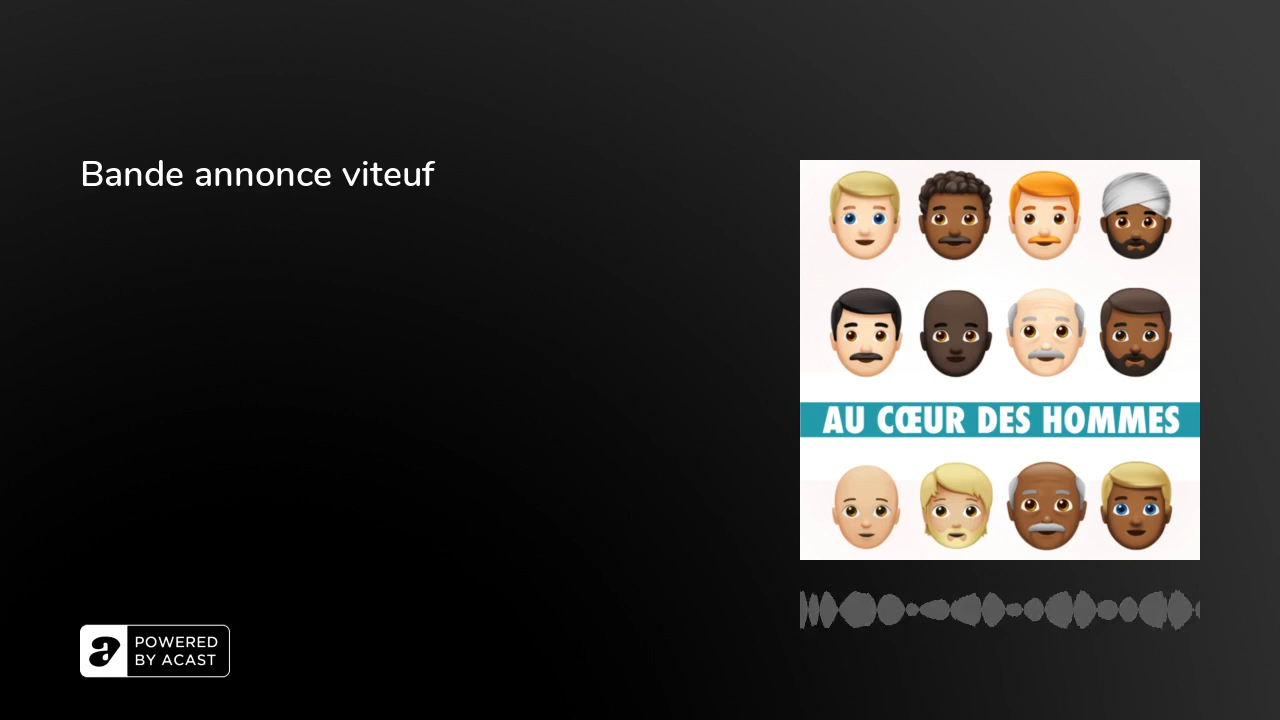 Bande annonce viteuf
AU CŒUR DES HOMMES
a POWERED
BY ACAST